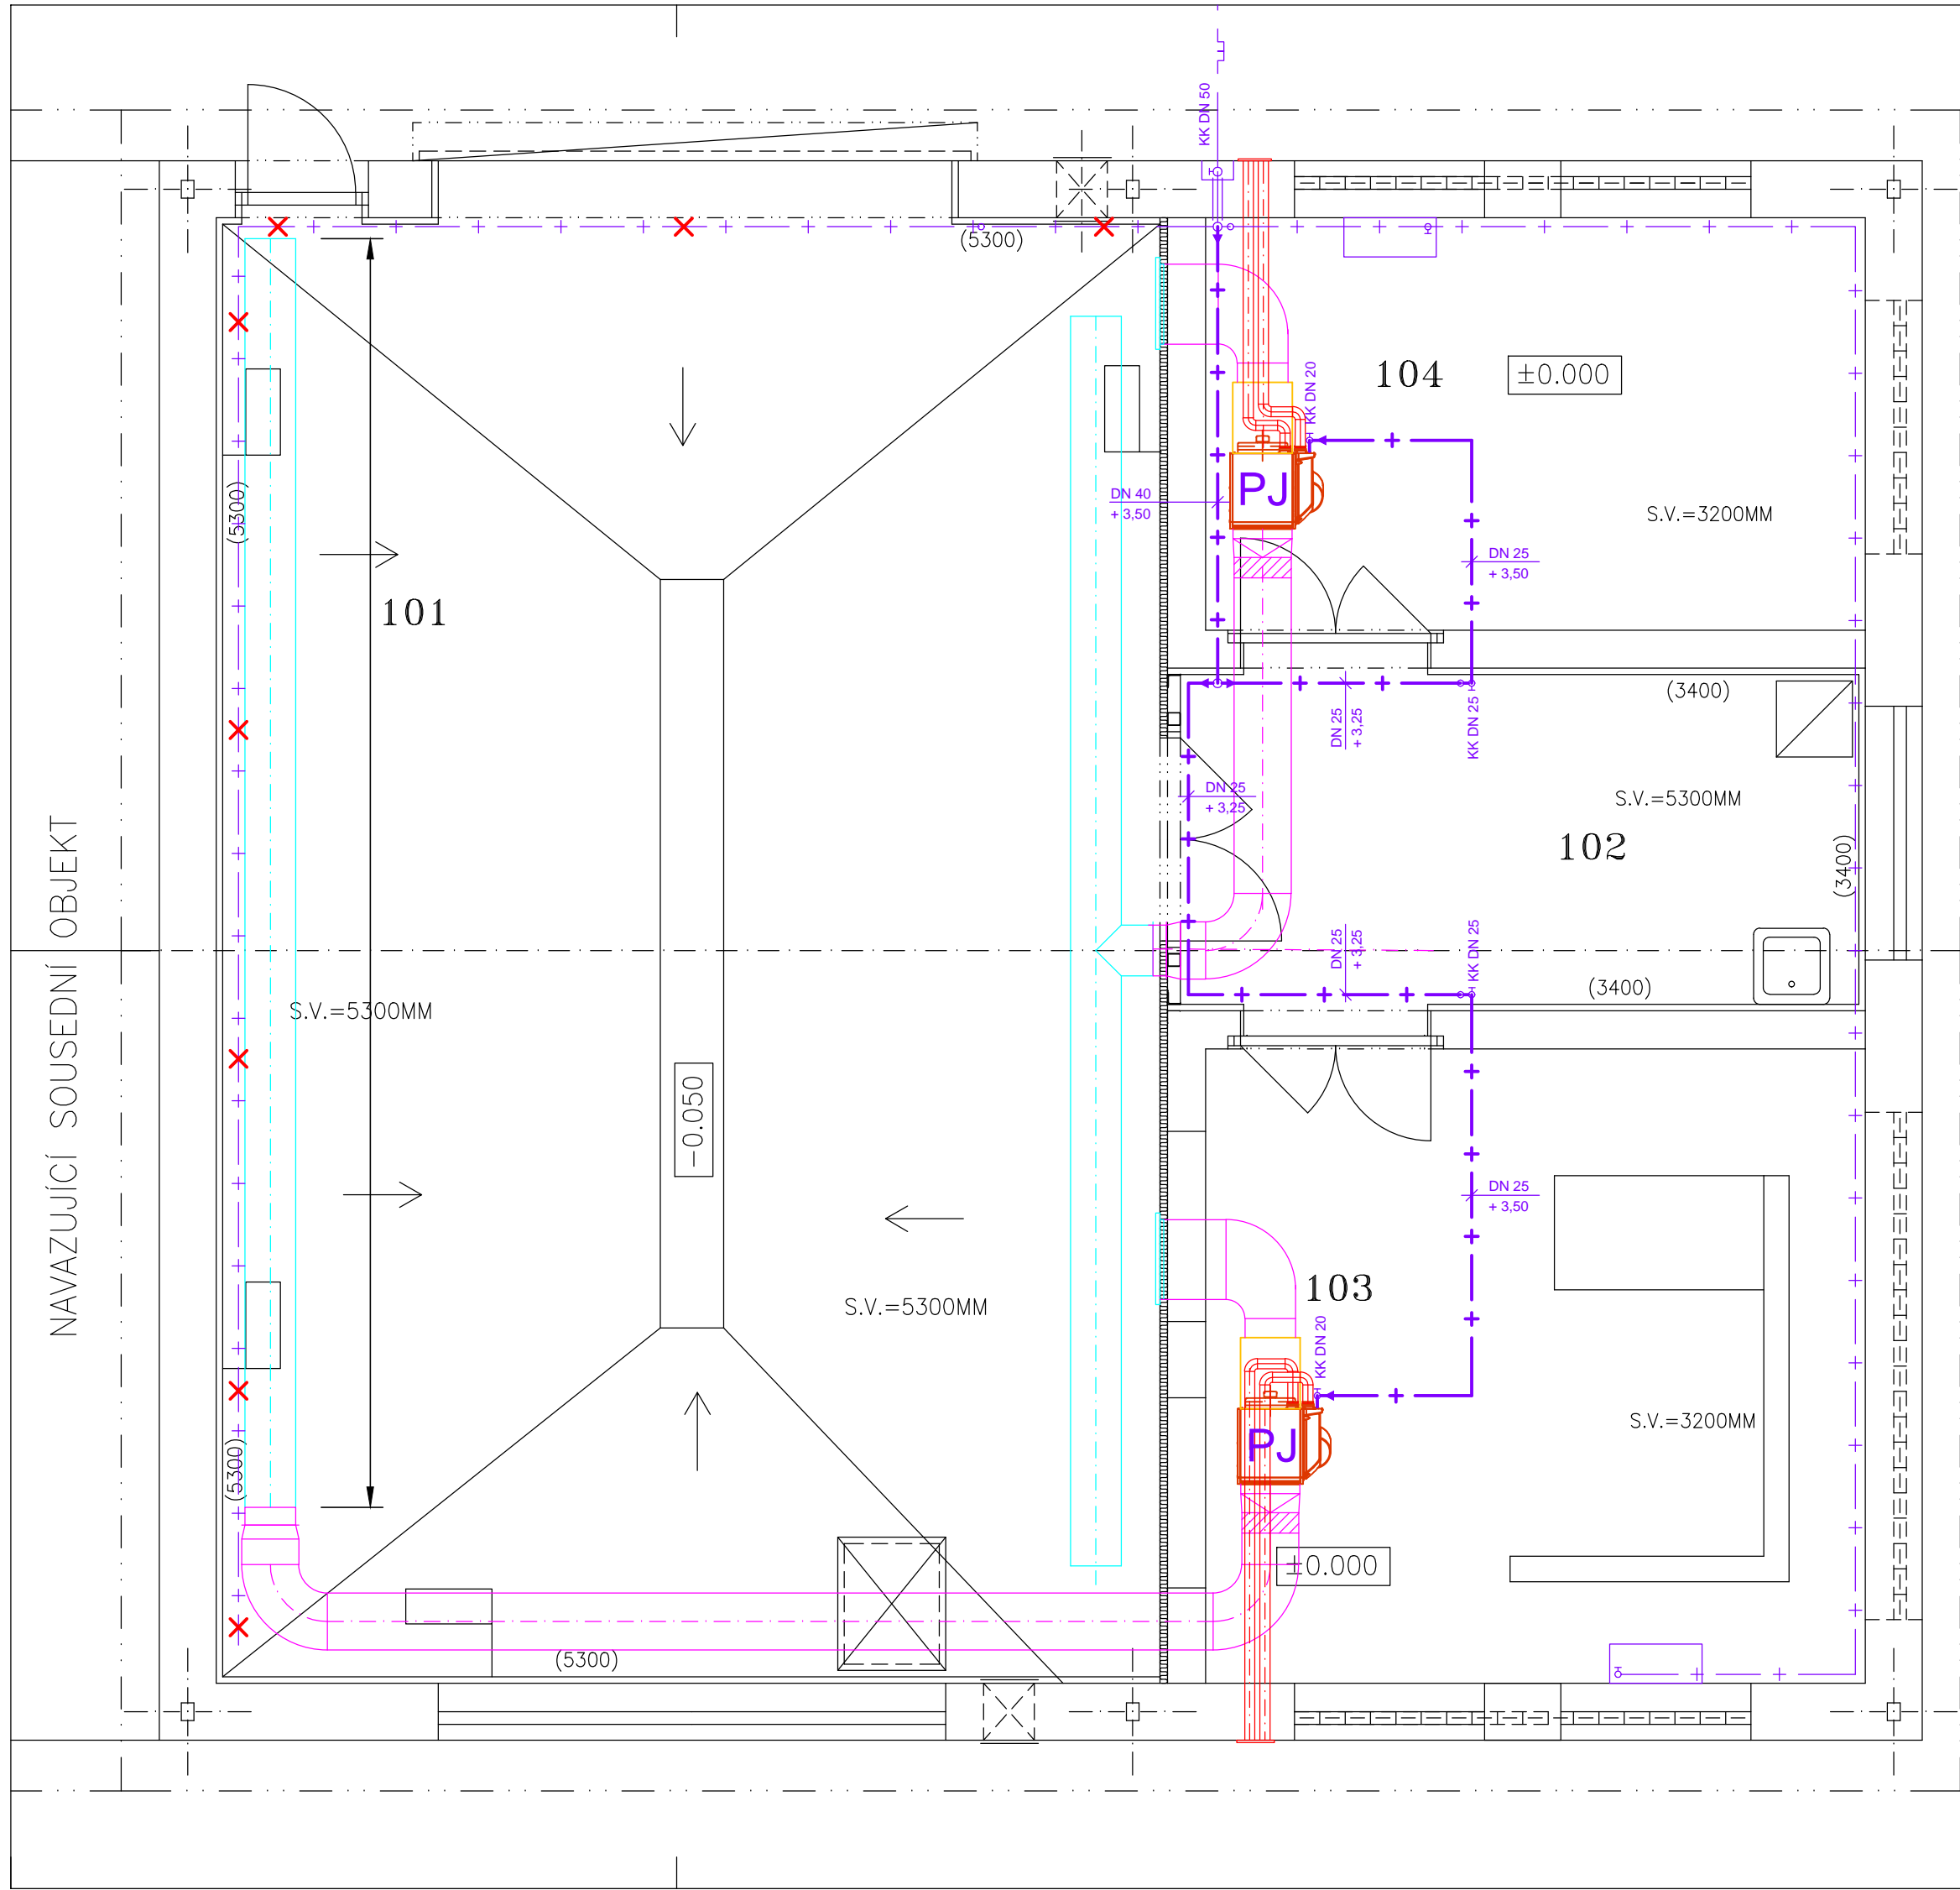 KK DN 50
(5300)
104
±0.000
KK DN 20
PJ
DN 40
+ 3,50
S.V.=3200MM
(5300)
DN 25
+ 3,50
101
(3400)
DN 25
+ 3,25
KK DN 25
DN 25
+ 3,25
S.V.=5300MM
102
(3400)
NAVAZUJÍCÍ SOUSEDNÍ OBJEKT
DN 25
+ 3,25
KK DN 25
(3400)
S.V.=5300MM
-0.050
DN 25
+ 3,50
103
S.V.=5300MM
KK DN 20
PJ
S.V.=3200MM
(5300)
±0.000
(5300)